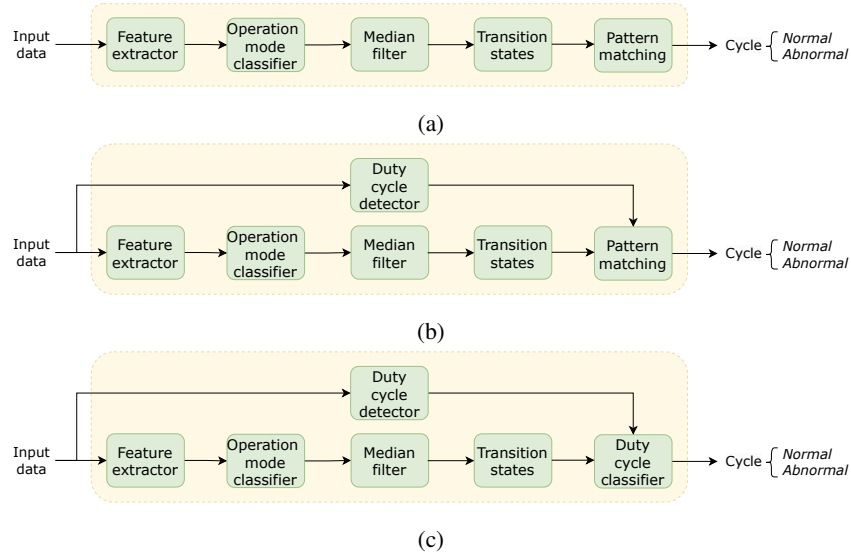 Input
data
Feature
extractor
Operation
mode
classifier
Median
filter
Transition
states
Pattern
matching
Cycle
Normal
Abnormal
(a)
Duty
cycle
detector
Input
data
Feature
extractor
Operation
mode
classifier
Median
filter
Transition
states
Pattern
matching
Cycle
Normal
Abnormal
(b)
Duty
cycle
detector
Input
data
Feature
extractor
Operation
mode
classifier
Median
filter
Transition
states
Duty
cycle
classifier
Cycle
Normal
Abnormal
(c)